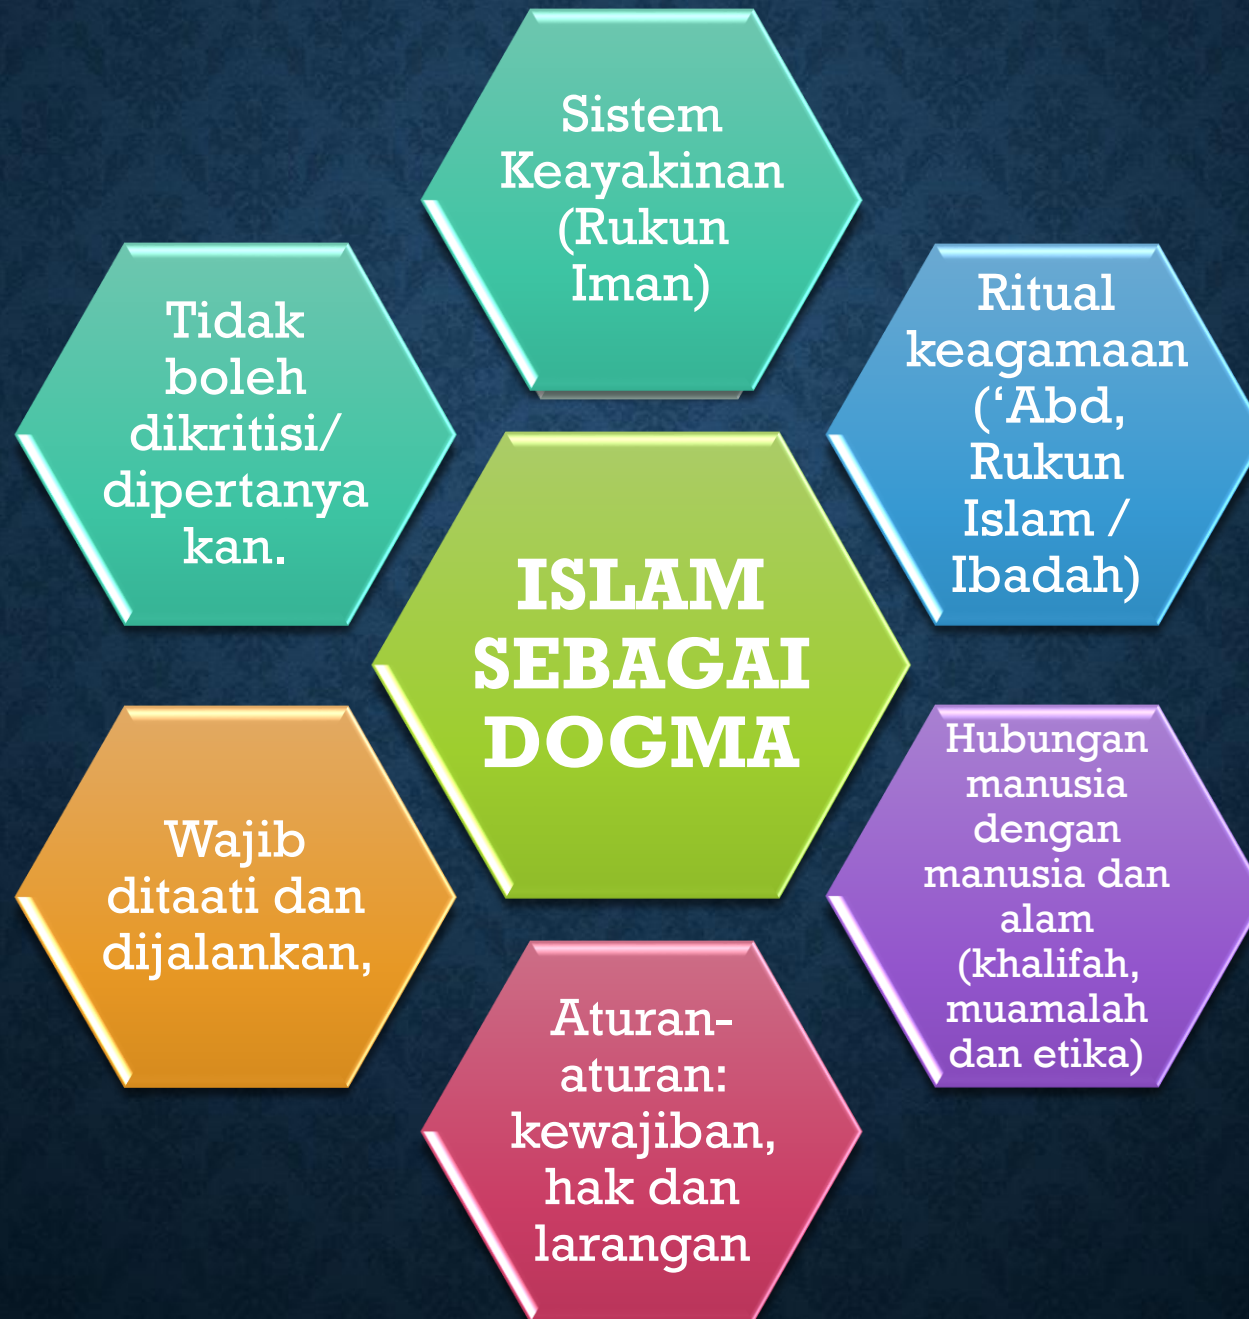 Sistem
Keayakinan
(Rukun
Iman)
Ritual
keagamaan
(‘Abd,
Rukun
Islam /
Ibadah)
Hubungan
manusia
dengan
manusia dan
alam
(khalifah,
muamalah
dan etika)
Aturan-
aturan:
kewajiban,
hak dan
larangan
Wajib
ditaati dan
dijalankan,
Tidak
boleh
dikritisi/
dipertanya
kan.
ISLAM
SEBAGAI
DOGMA